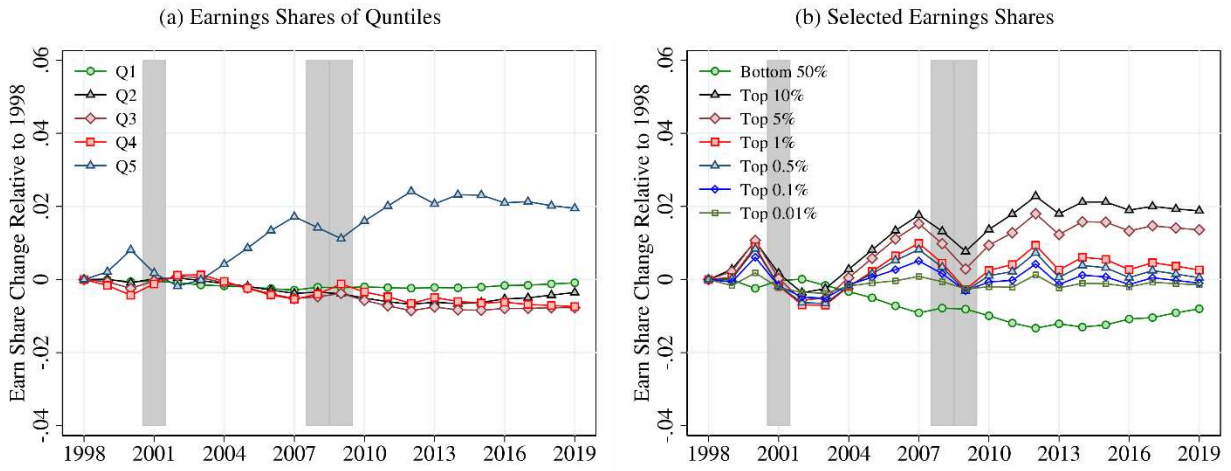 (a) Earnings Shares of Quntiles
Earn Share Change Relative to 1998
.06
.04
.02
0
-.02
-.04
Q1
Q2
Q3
Q4
Q5
1998 2001 2004 2007 2010 2013 2016 2019
(b) Selected Earnings Shares
Earn Share Change Relative to 1998
.06
.04
.02
0
-.02
-.04
Bottom 50%
Top 10%
Top 5%
Top 1%
Top 0.5%
Top 0.1%
Top 0.01%
1998 2001 2004 2007 2010 2013 2016 2019